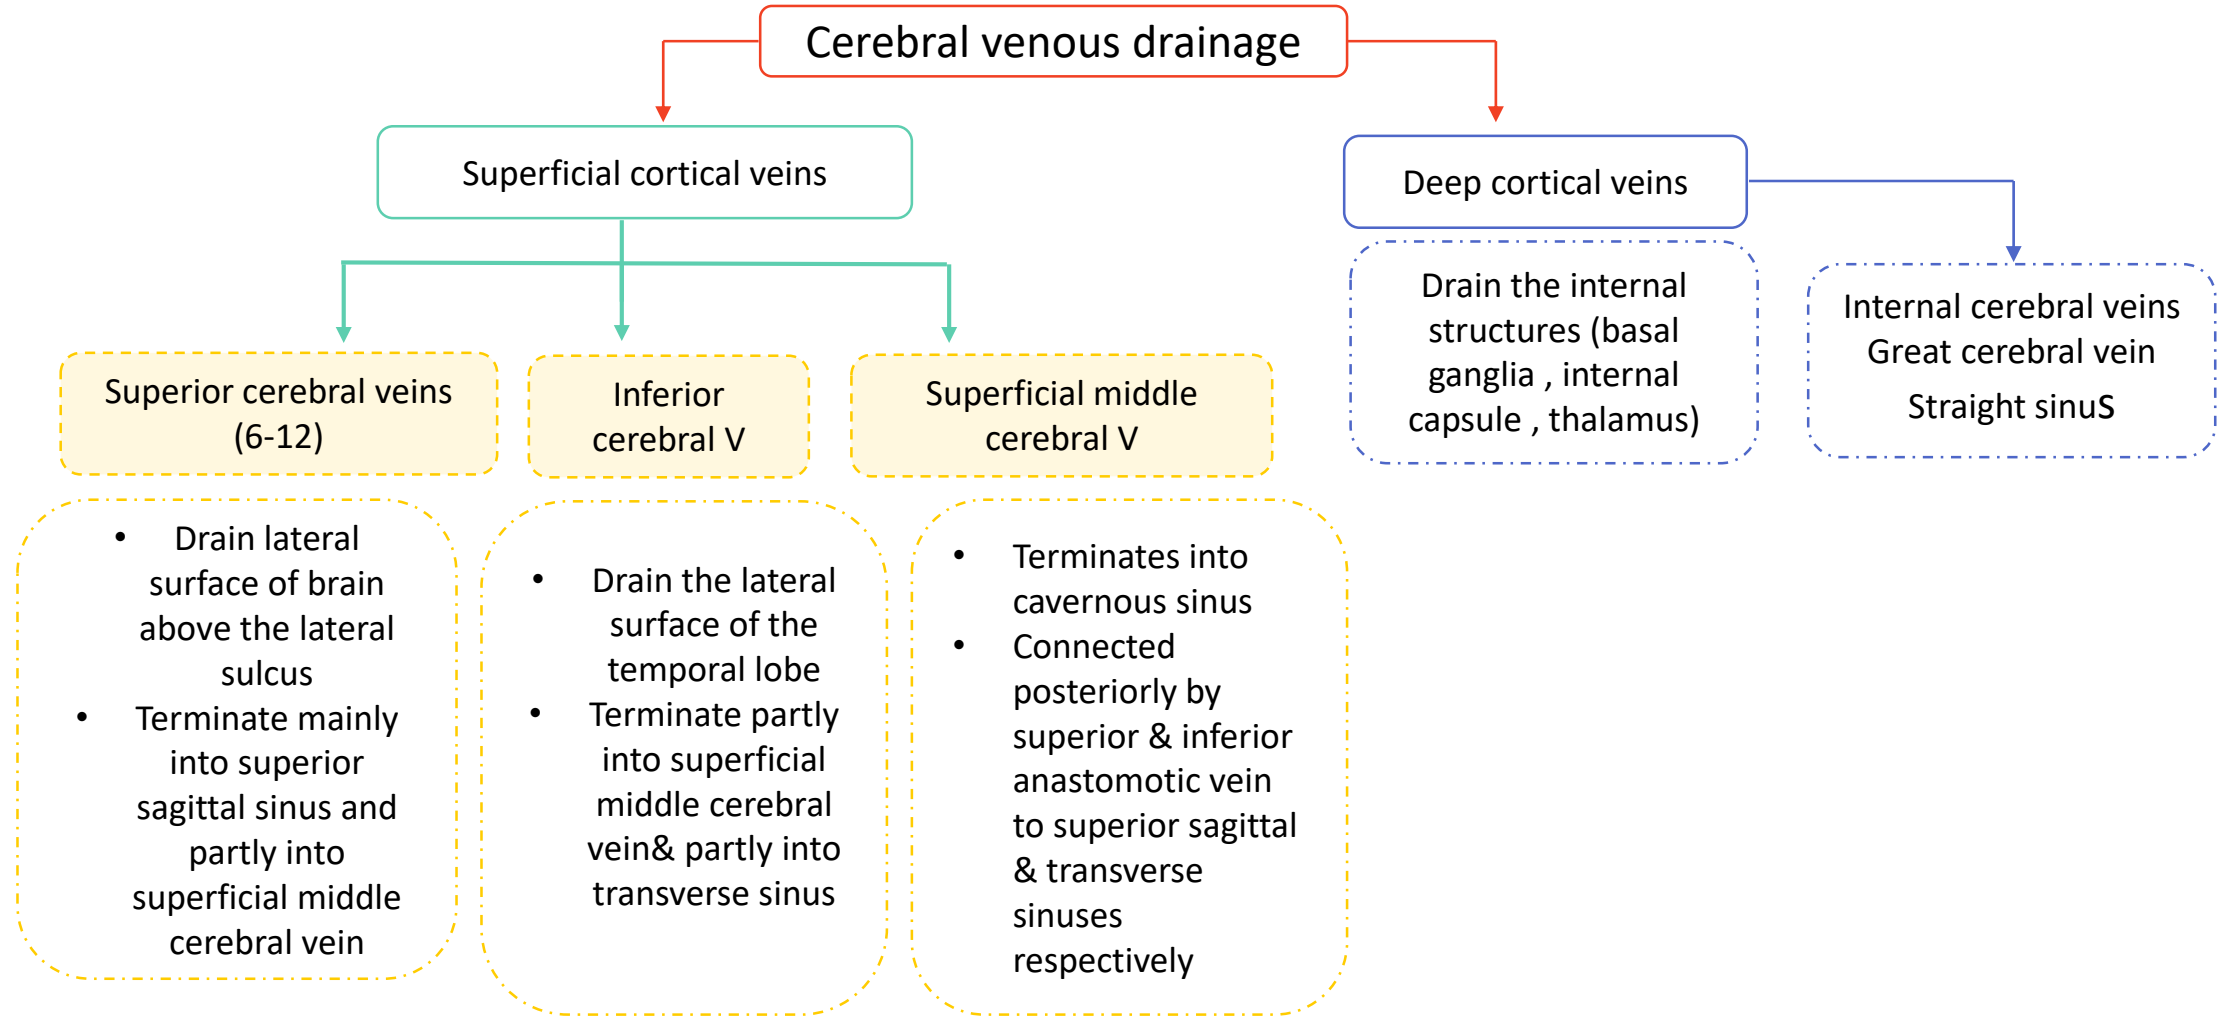 Cerebral venous drainage
Superficial cortical veins
Deep cortical veins
Drain the internal
structures (basal
ganglia , internal
capsule , thalamus)
Internal cerebral veins
Great cerebral vein
Straight sinus
Superior cerebral veins
(6-12)
Inferior
cerebral V
Superficial middle
cerebral V
• Drain lateral
surface of brain
above the lateral
sulcus
• Terminate mainly
into superior
sagittal sinus and
partly into
superficial middle
cerebral vein
• Drain the lateral
surface of the
temporal lobe
• Terminate partly
into superficial
middle cerebral
vein& partly into
transverse sinus
• Terminates into
cavernous sinus
• Connected
posteriorly by
superior & inferior
anastomotic vein
to superior sagittal
& transverse
sinuses
respectively